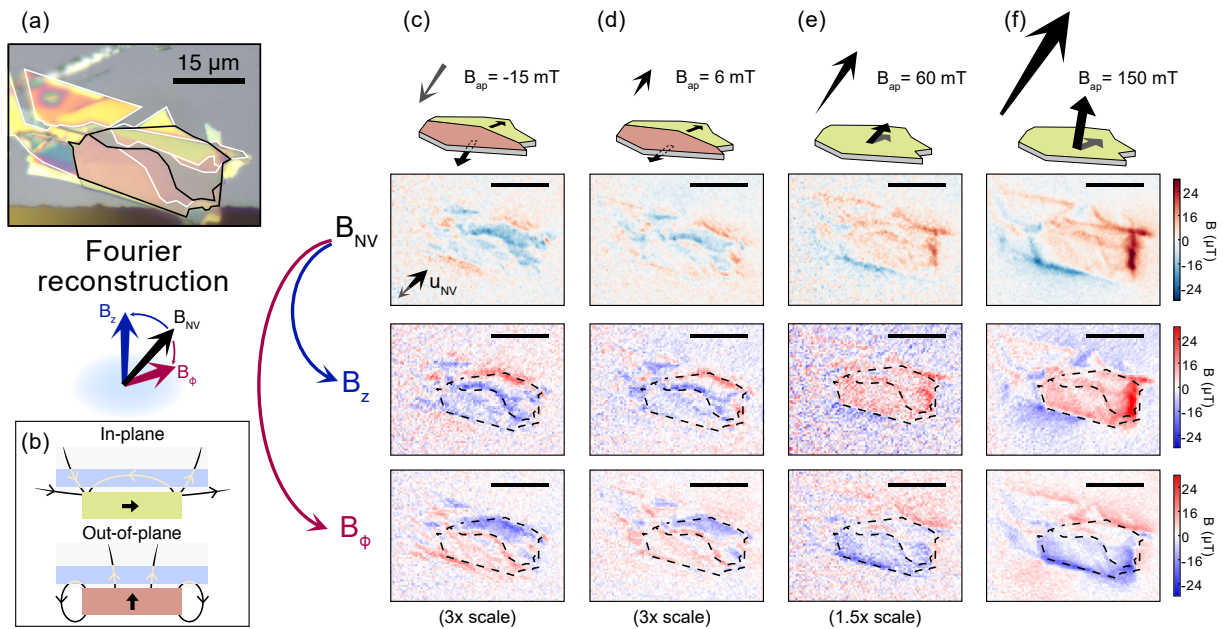 (a)
15 µm
Fourier
reconstruction
B_z
B_NV
B_ϕ
(b)
In-plane
Out-of-plane
(c)
B_ap = -15 mT
(d)
B_ap = 6 mT
(e)
B_ap = 60 mT
(f)
B_ap = 150 mT
B_NV
u_NV
24
16
0
-16
-24
B (µT)
B_z
24
16
0
-16
-24
B (µT)
B_ϕ
24
16
0
-16
-24
B (µT)
(3x scale)
(3x scale)
(1.5x scale)